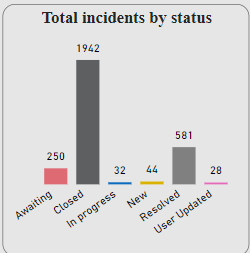 Total incidents by status
1942
581
250
32
44
28
Awaiting
Closed
In progress
New
Resolved
User Updated